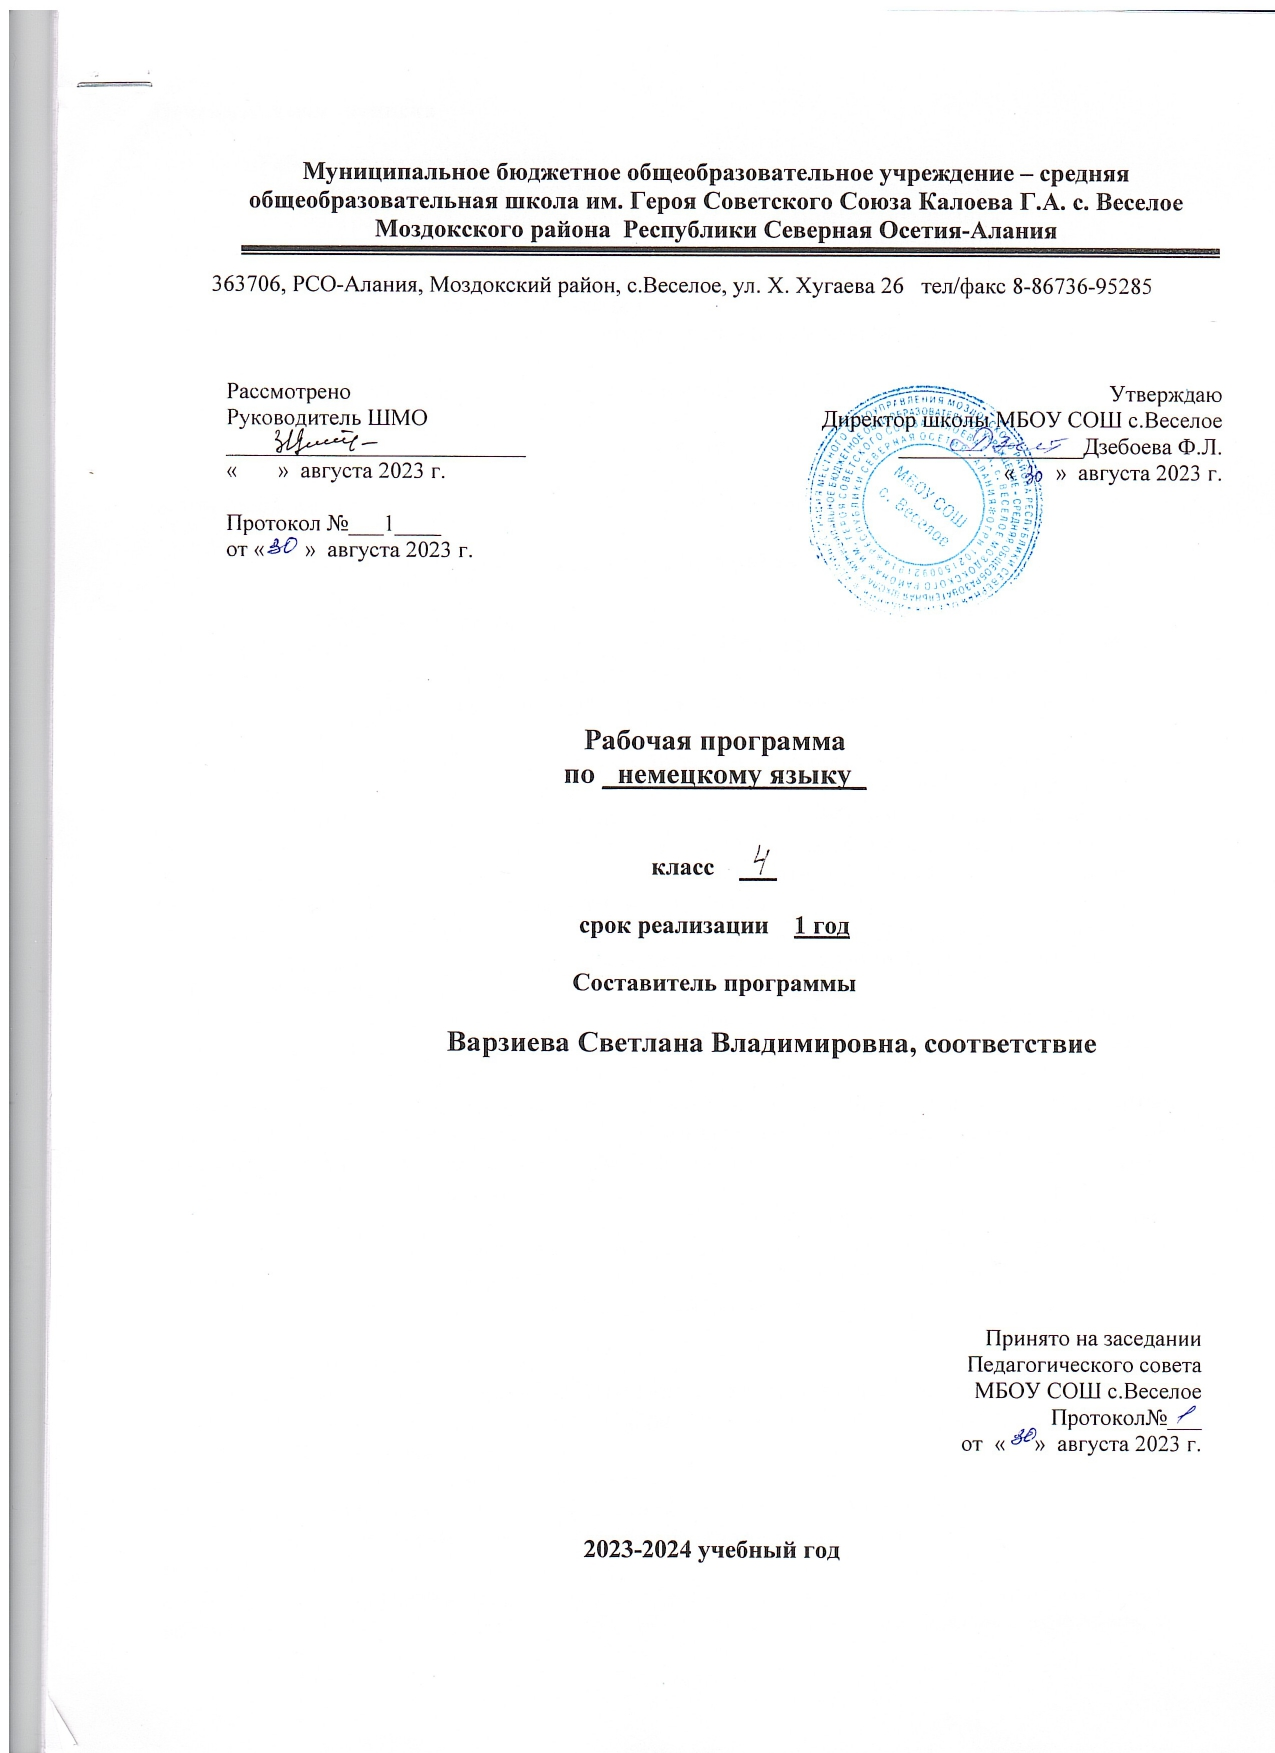 Муниципальное бюджетное общеобразовательное учреждение – средняя
общеобразовательная школа им. Героя Советского Союза Калоева Г.А. с. Веселое
Моздокского района  Республики Северная Осетия-Алания
363706, РСО-Алания, Моздокский район, с.Веселое, ул. Х. Хугаева 26   тел/факс 8-86736-95285
Рассмотрено
Руководитель ШМО
«       »  августа 2023 г.
Протокол №___1____
от «30 »  августа 2023 г.
Утверждаю
Директор школы МБОУ СОШ с.Веселое
________________Дзебоева Ф.Л.
« 30  »  августа 2023 г.
МБОУ СОШ
с. Веселое
Рабочая программа
по   немецкому языку
класс    4
срок реализации    1 год
Составитель программы
Варзиева Светлана Владимировна, соответствие
Принято на заседании
Педагогического совета
МБОУ СОШ с.Веселое
Протокол№ 1
от  « 30 »  августа 2023 г.
2023-2024 учебный год